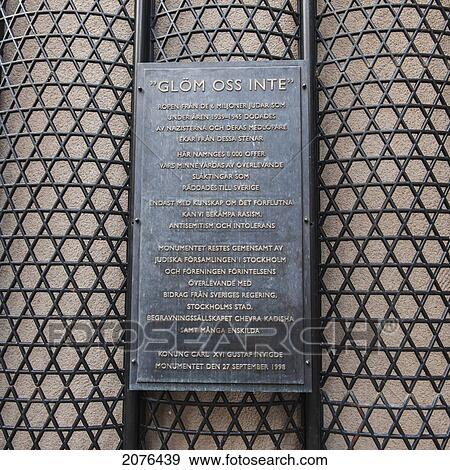 "GLÖM OSS INTE"
ROPEN FRÅN DE 6 MILJONER JUDAR SOM
UNDER ÅREN 1939-1945 DÖDADES
AV NAZISTERNA OCH DERAS MEDLÖPARE
EKAR FRÅN DESSA STENAR.
HÄR NAMNGES 8 000 OFFER
VARS MINNE VÅRDAS AV ÖVERLEVANDE
SLÄKTINGAR SOM
RÄDDADES TILL SVERIGE
ENDAST MED KUNSKAP OM DET FÖRFLUTNA
KAN VI BEKÄMPA RASISM,
ANTISEMITISM OCH INTOLERANS
MONUMENTET RESTES GEMENSAMT AV
JUDISKA FÖRSAMLINGEN I STOCKHOLM
OCH FÖRENINGEN FÖRINTELSENS
ÖVERLEVANDE MED
BIDRAG FRÅN SVERIGES REGERING,
STOCKHOLMS STAD,
BEGRAVNINGSSÄLLSKAPET CHEVRA KADISHA
SAMT MÅNGA ENSKILDA
KONUNG CARL XVI GUSTAF INVIGDE
MONUMENTET DEN 27 SEPTEMBER 1998
FOTOSEARCH
2076439 www.fotosearch.com